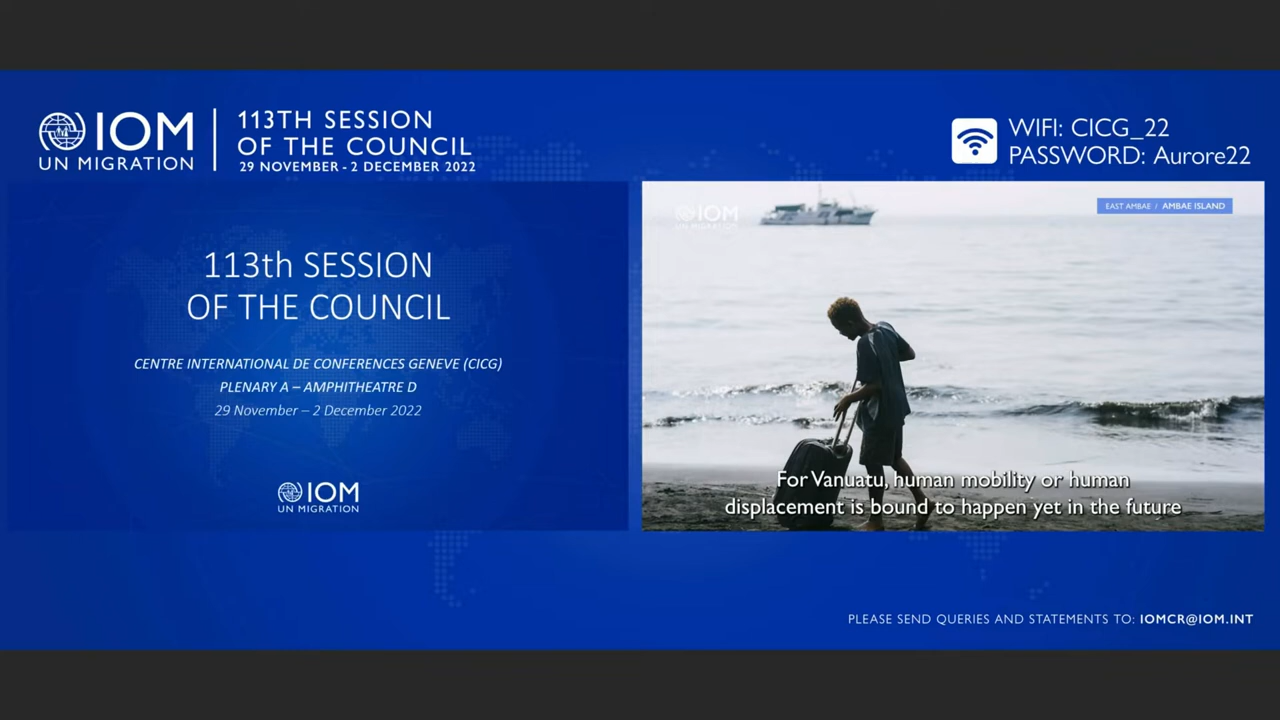 IOM
UN MIGRATION
113TH SESSION
OF THE COUNCIL
29 NOVEMBER - 2 DECEMBER 2022
WIFI: CICG_22
PASSWORD: Aurore22
113th SESSION
OF THE COUNCIL
CENTRE INTERNATIONAL DE CONFERENCES GENEVE (CICG)
PLENARY A – AMPHITHEATRE D
29 November – 2 December 2022
IOM
UN MIGRATION
IOM
UN MIGRATION
EAST AMBAE / AMBAE ISLAND
For Vanuatu, human mobility or human
displacement is bound to happen yet in the future
PLEASE SEND QUERIES AND STATEMENTS TO: IOMCR@IOM.INT